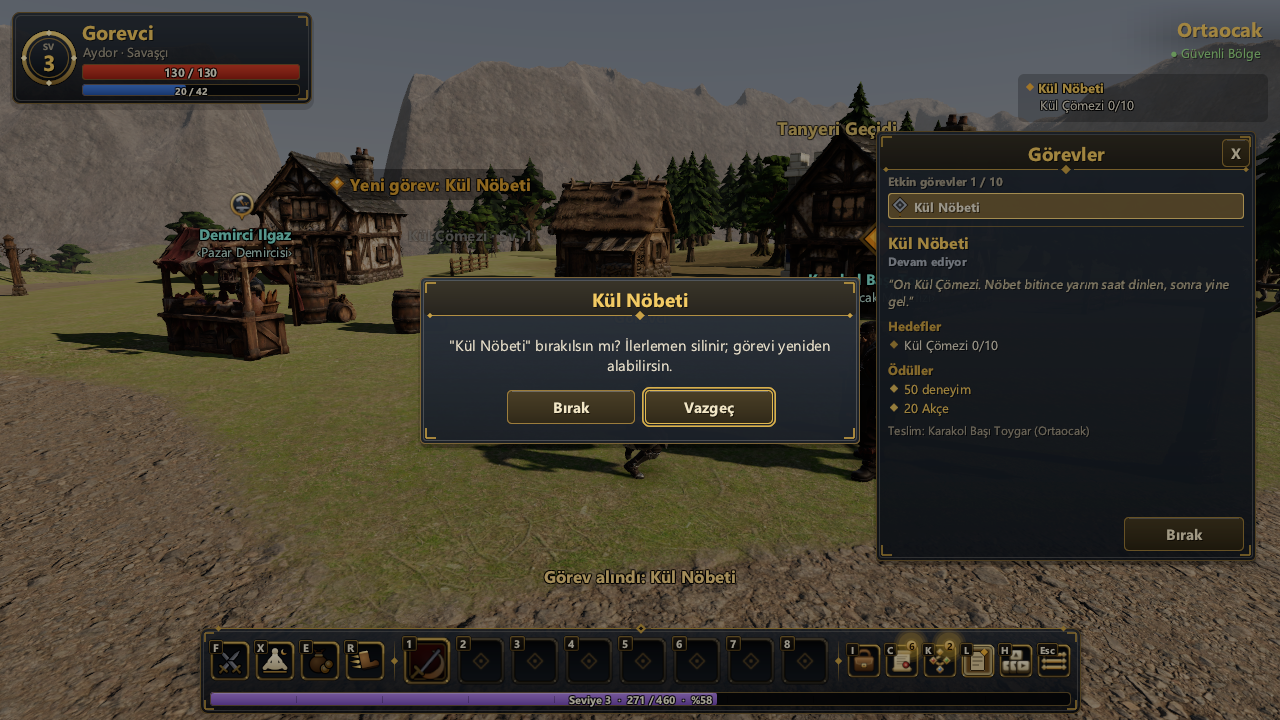 SV
3
Gorevci
Aydor · Savaşçı
130 / 130
20 / 42
Ortaocak
● Güvenli Bölge
Kül Nöbeti
Kül Çömezi 0/10
Tanyeri Geçidi
Yeni görev: Kül Nöbeti
Demirci Ilgaz
‹Pazar Demircisi›
Görevler
X
Etkin görevler 1 / 10
Kül Nöbeti
Kül Nöbeti
Devam ediyor
"On Kül Çömezi. Nöbet bitince yarım saat dinlen, sonra yine
gel."
Hedefler
Kül Çömezi 0/10
Ödüller
50 deneyim
20 Akçe
Teslim: Karakol Başı Toygar (Ortaocak)
Bırak
Kül Nöbeti
"Kül Nöbeti" bırakılsın mı? İlerlemen silinir; görevi yeniden
alabilirsin.
Bırak
Vazgeç
Görev alındı: Kül Nöbeti
F
X
E
R
1
2
3
4
5
6
7
8
I
C
6
K
2
L
H
Esc
Seviye 3 · 271 / 460 · %58